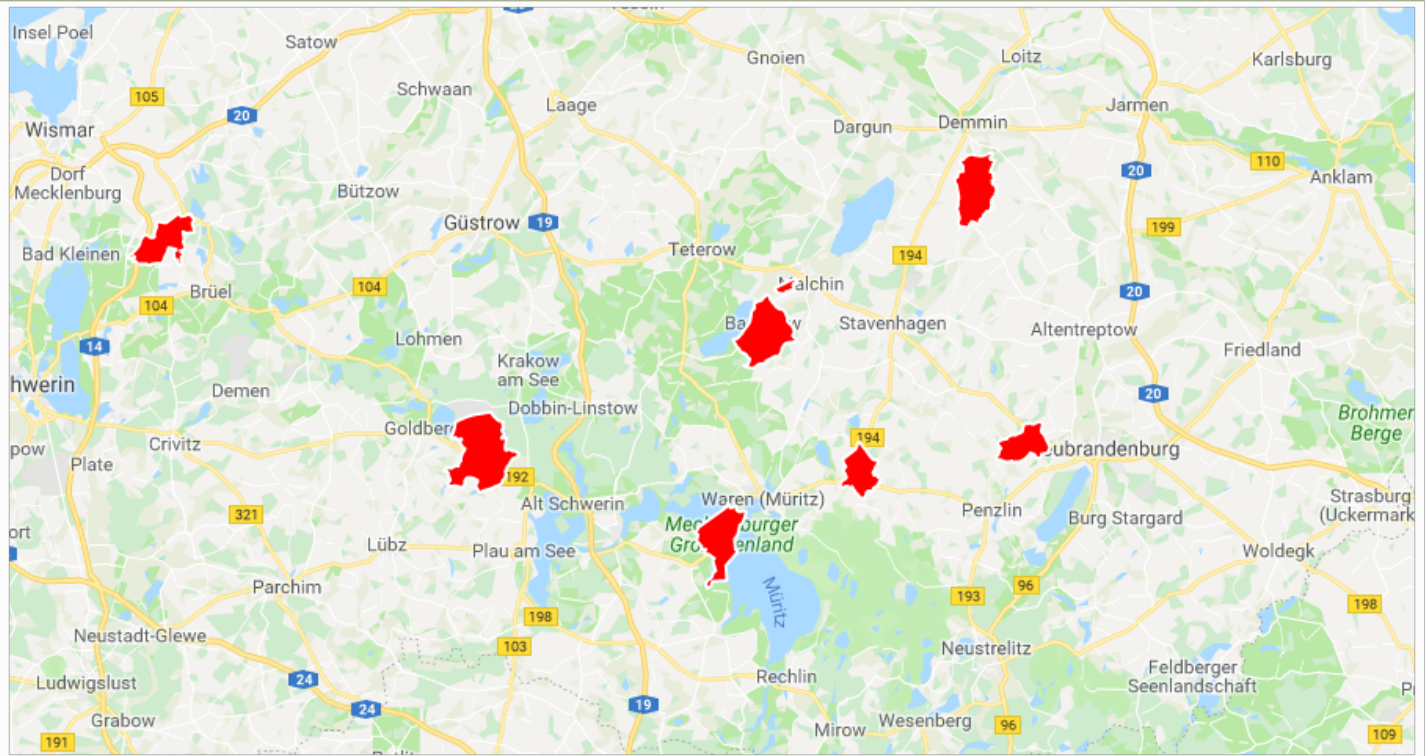 Insel Poel
Satow
Gnoien
Loitz
Karlsburg
Schwaan
105
Laage
Jarmen
20
Wismar
Dargun
Demmin
110
20
Anklam
Dorf
Mecklenburg
Bützow
Güstrow
19
199
Bad Kleinen
Teterow
194
104
Brüel
Malchin
20
104
Stavenhagen
Altentreptow
Lohmen
14
Friedland
Krakow
am See
hwerin
Demen
20
Dobbin-Linstow
Brohmer
Berge
Goldberg
Crivitz
194
pow
Plate
ubrandenburg
192
Waren (Müritz)
Alt Schwerin
Strasburg
(Uckermark
321
Penzlin
Burg Stargard
ort
Lübz
Plau am See
Woldegk
Parchim
96
193
Müritz
198
198
Neustadt-Glewe
103
Neustrelitz
Rechlin
Feldberger
Seenlandschaft
Ludwigslust
24
24
19
Grabow
Mirow
Wesenberg
96
191
109